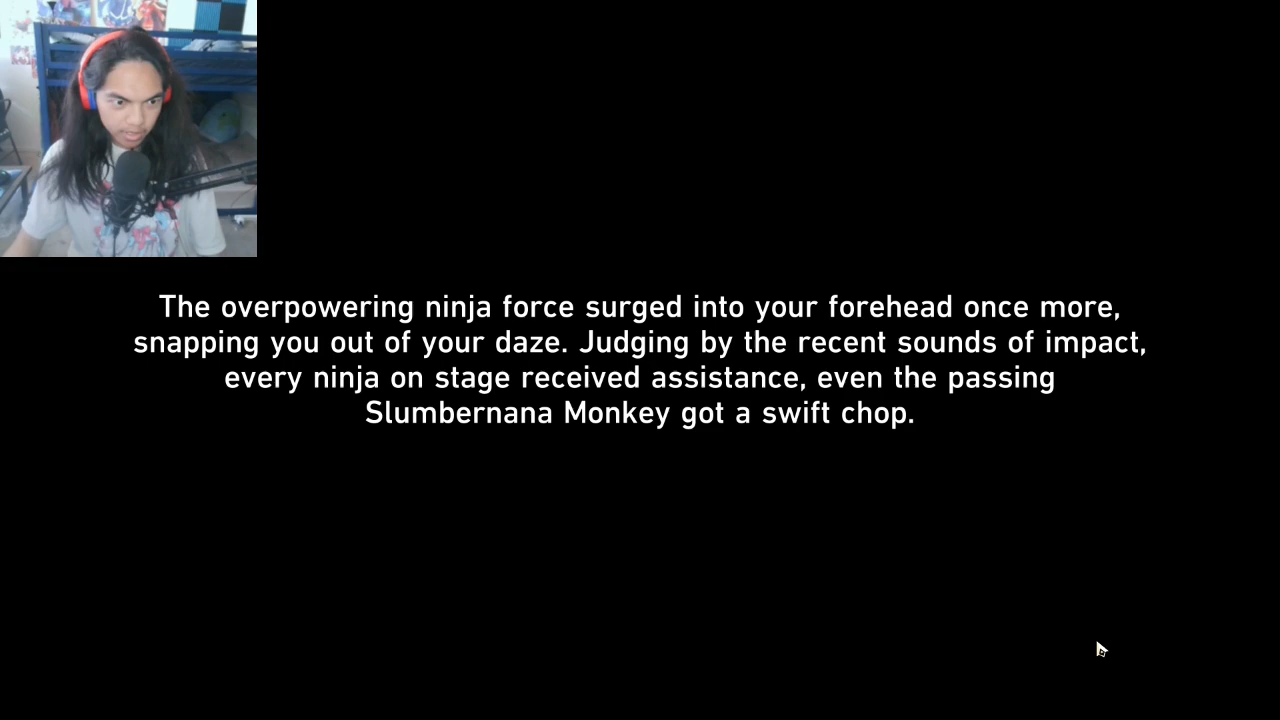 The overpowering ninja force surged into your forehead once more,
snapping you out of your daze. Judging by the recent sounds of impact,
every ninja on stage received assistance, even the passing
Slumbernana Monkey got a swift chop.